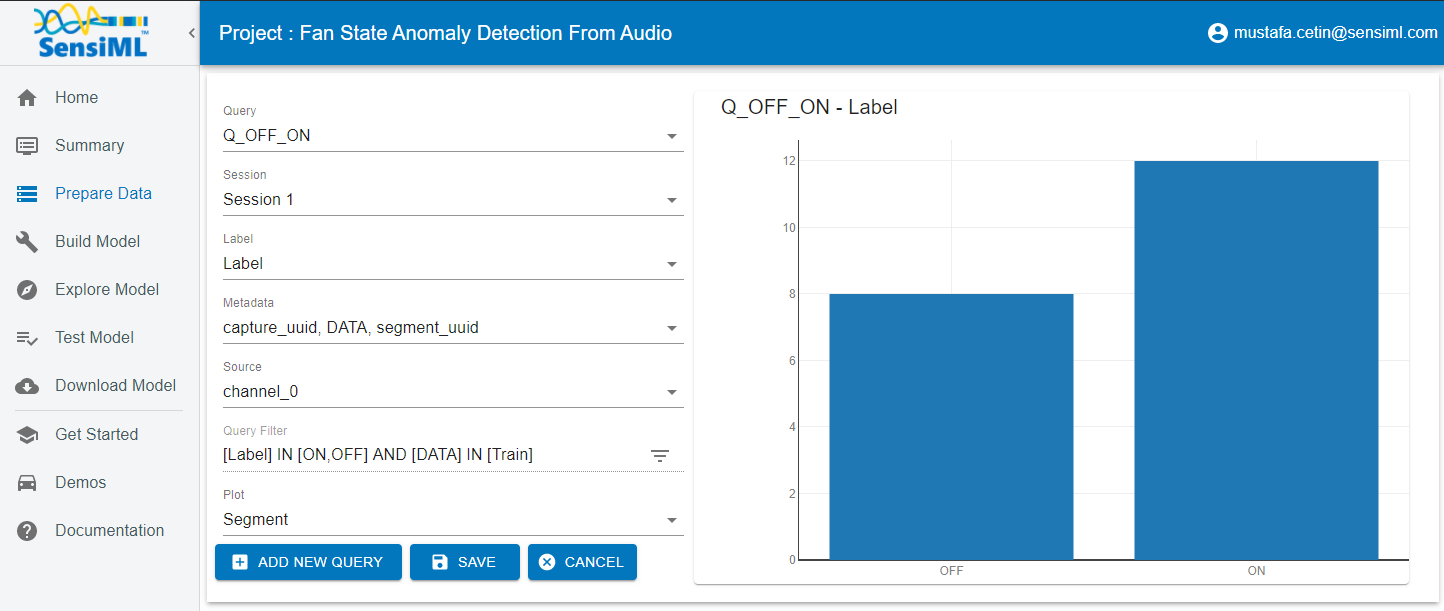 SensiML™
Project : Fan State Anomaly Detection From Audio
mustafa.cetin@sensiml.com
Home
Summary
Prepare Data
Build Model
Explore Model
Test Model
Download Model
Get Started
Demos
Documentation
Query
Q_OFF_ON
Session
Session 1
Label
Label
Metadata
capture_uuid, DATA, segment_uuid
Source
channel_0
Query Filter
[Label] IN [ON,OFF] AND [DATA] IN [Train]
Plot
Segment
ADD NEW QUERY
SAVE
CANCEL
Q_OFF_ON - Label
12
10
8
6
4
2
0
OFF
ON